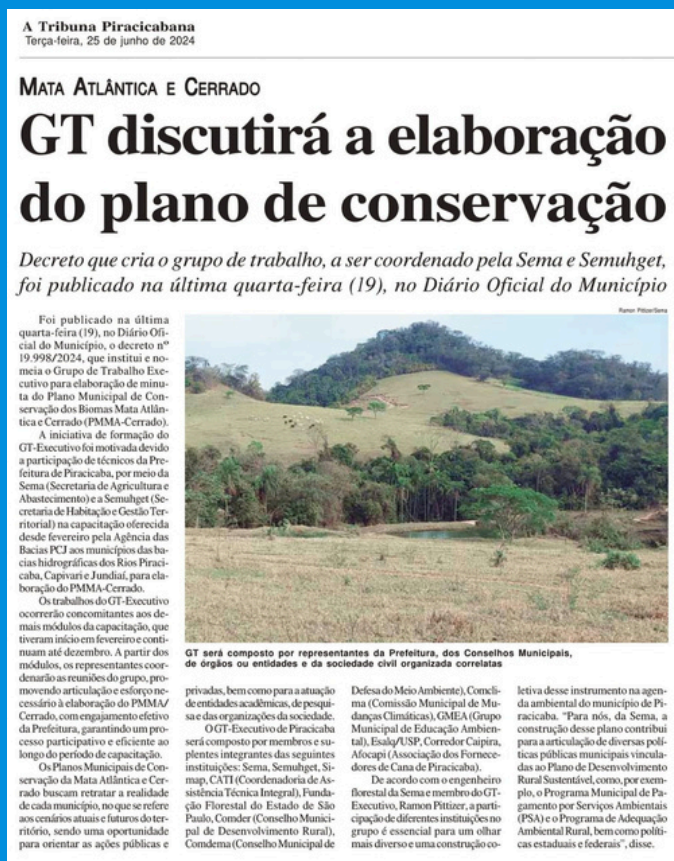 A Tribuna Piracicabana
Terça-feira, 25 de junho de 2024
MATA ATLÂNTICA E CERRADO
GT discutirá a elaboração
do plano de conservação
Decreto que cria o grupo de trabalho, a ser coordenado pela Sema e Semuhget,
foi publicado na última quarta-feira (19), no Diário Oficial do Município
Ramon Pittizer/Sema
Foi publicado na última
quarta-feira (19), no Diário Ofi-
cial do Município, o decreto nº
19.998/2024, que institui e no-
meia o Grupo de Trabalho Exe-
cutivo para elaboração de minu-
ta do Plano Municipal de Con-
servação dos Biomas Mata Atlân-
tica e Cerrado (PMMA-Cerrado).
A iniciativa de formação do
GT-Executivo foi motivada devido
a participação de técnicos da Pre-
feitura de Piracicaba, por meio da
Sema (Secretaria de Agricultura e
Abastecimento) e a Semuhget (Se-
cretaria de Habitação e Gestão Ter-
ritorial) na capacitação oferecida
desde fevereiro pela Agência das
Bacias PCJ aos municípios das ba-
cias hidrográficas dos Rios Piraci-
caba, Capivari e Jundiaí, para ela-
boração do PMMA-Cerrado.
Os trabalhos do GT-Executivo
ocorrerão concomitantes aos de-
mais módulos da capacitação, que
tiveram início em fevereiro e conti-
nuam até dezembro. A partir dos
módulos, os representantes coor-
denarão as reuniões do grupo, pro-
movendo articulação e esforço ne-
cessário à elaboração do PMMA/
Cerrado, com engajamento efetivo
da Prefeitura, garantindo um pro-
cesso participativo e eficiente ao
longo do período de capacitação.
Os Planos Municipais de Con-
servação da Mata Atlântica e Cer-
rado buscam retratar a realidade
de cada município, no que se refere
aos cenários atuais e futuros do ter-
ritório, sendo uma oportunidade
para orientar as ações públicas e
GT será composto por representantes da Prefeitura, dos Conselhos Municipais,
de órgãos ou entidades e da sociedade civil organizada correlatas
privadas, bem como para a atuação
de entidades acadêmicas, de pesqui-
sa e das organizações da sociedade.
O GT-Executivo de Piracicaba
será composto por membros e su-
plentes integrantes das seguintes
instituições: Sema, Semuhget, Si-
map, CATI (Coordenadoria de As-
sistência Técnica Integral), Funda-
ção Florestal do Estado de São
Paulo, Comder (Conselho Munici-
pal de Desenvolvimento Rural),
Comdema (Conselho Municipal de
Defesa do Meio Ambiente), Comcli-
ma (Comissão Municipal de Mu-
danças Climáticas), GMEA (Grupo
Municipal de Educação Ambien-
tal), Esalq/USP, Corredor Caipira,
Afocapi (Associação dos Fornece-
dores de Cana de Piracicaba).
De acordo com o engenheiro
florestal da Sema e membro do GT-
Executivo, Ramon Pittizer, a parti-
cipação de diferentes instituições no
grupo é essencial para um olhar
mais diverso e uma construção co-
letiva desse instrumento na agen-
da ambiental do município de Pi-
racicaba. “Para nós, da Sema, a
construção desse plano contribui
para a articulação de diversas polí-
ticas públicas municipais vincula-
das ao Plano de Desenvolvimento
Rural Sustentável, como, por exem-
plo, o Programa Municipal de Pa-
gamento por Serviços Ambientais
(PSA) e o Programa de Adequação
Ambiental Rural, bem como políti-
cas estaduais e federais”, disse.